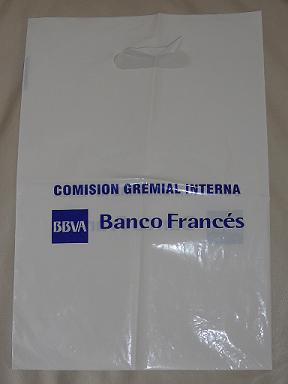 COMISION GREMIAL INTERNA
BBVA Banco Francés